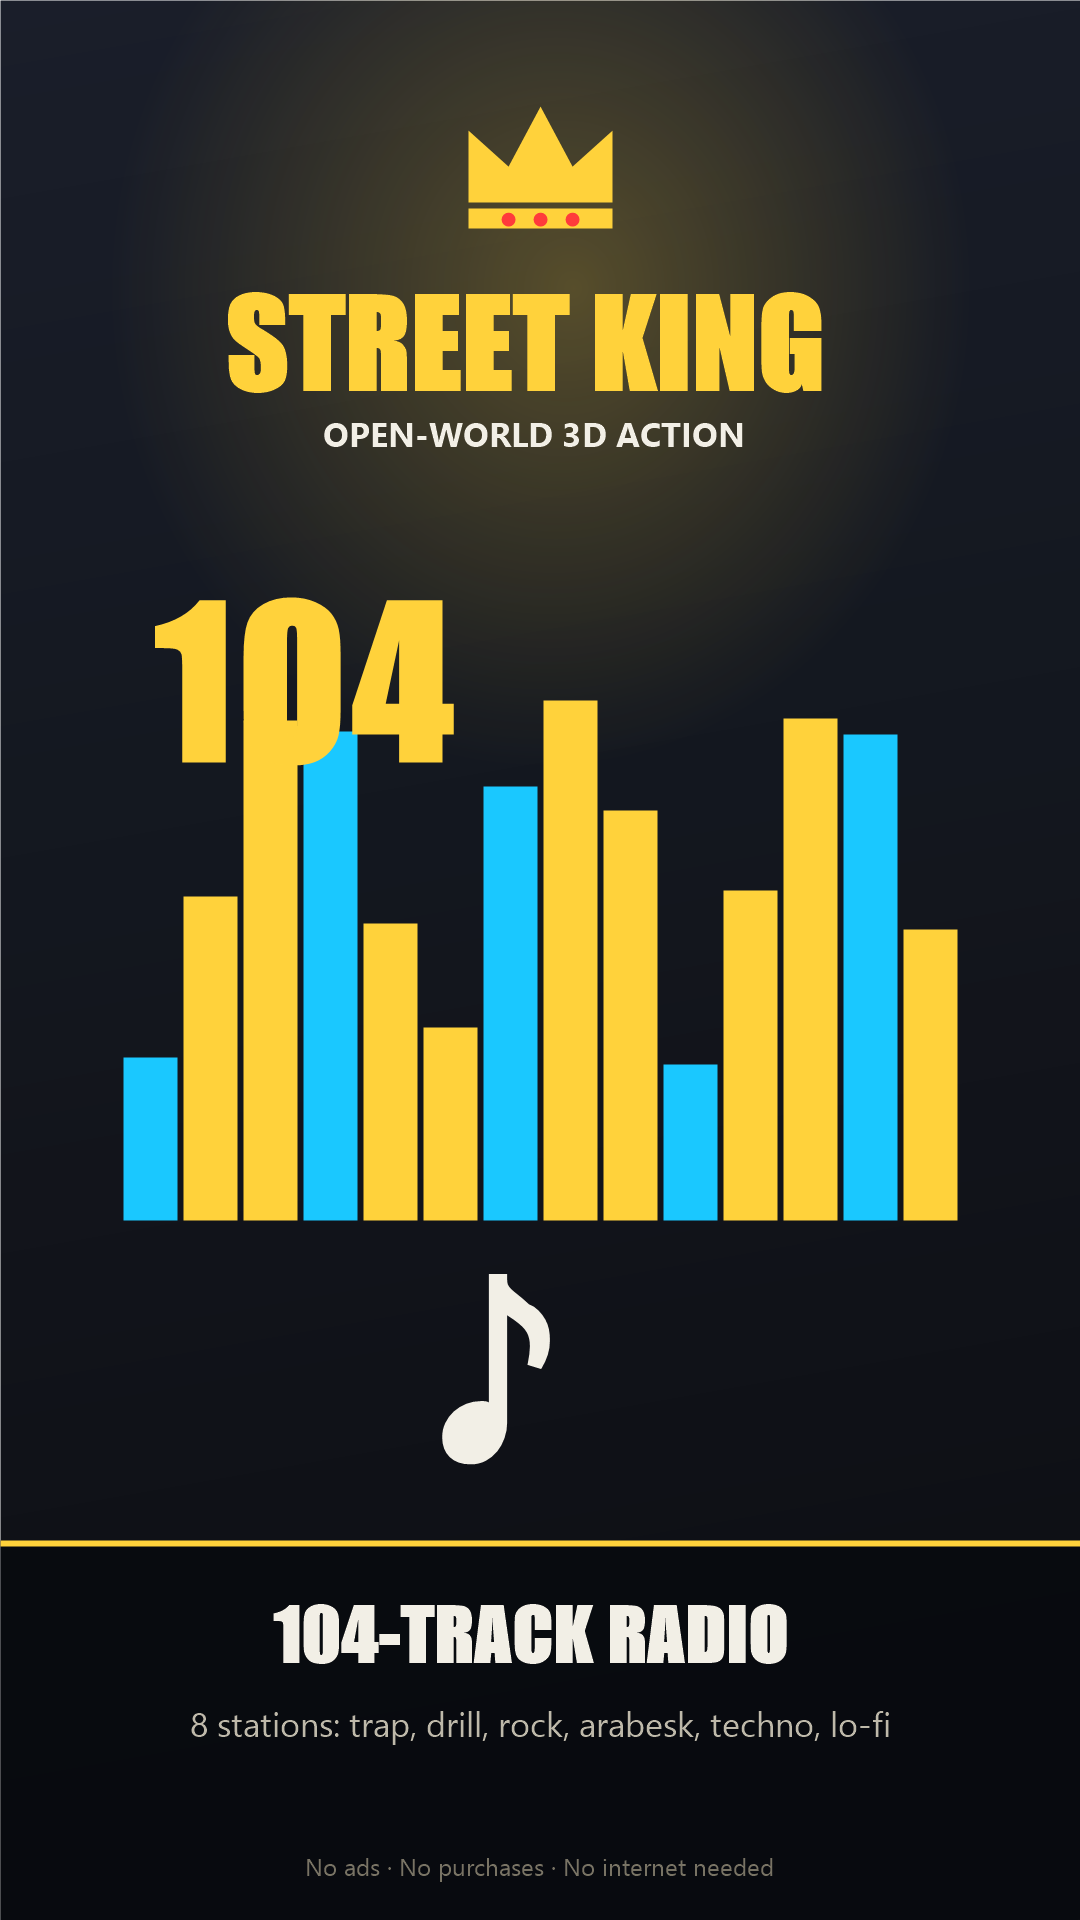 STREET KING
OPEN-WORLD 3D ACTION
104
104-TRACK RADIO
8 stations: trap, drill, rock, arabesk, techno, lo-fi
No ads · No purchases · No internet needed